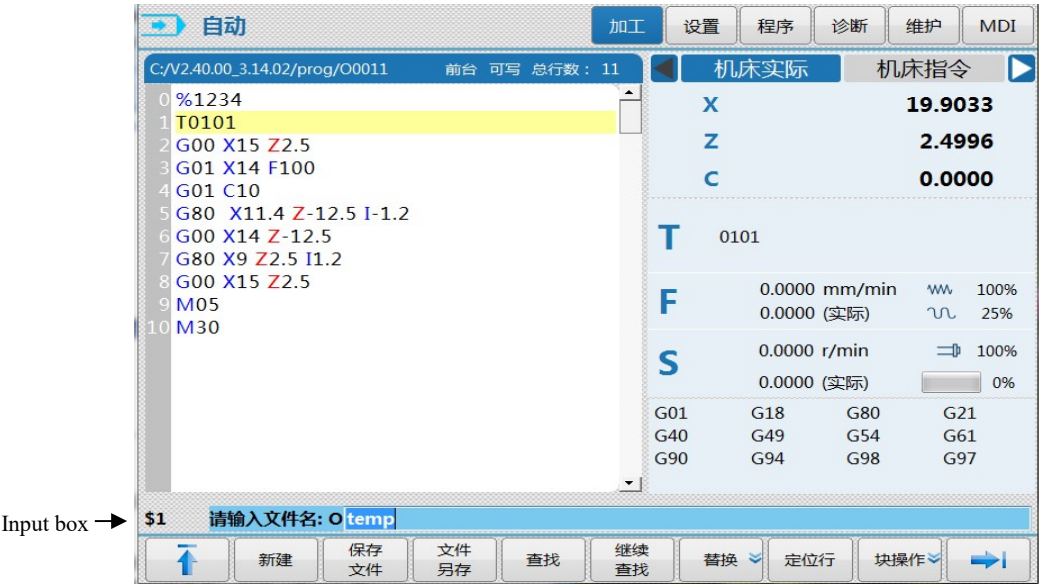 自动
加工 设置 程序 诊断 维护 MDI
C:/V2.40.00_3.14.02/prog/O0011 前台 可写 总行数: 11
机床实际 机床指令
0 %1234
1 T0101
2 G00 X15 Z2.5
3 G01 X14 F100
4 G01 C10
5 G80 X11.4 Z-12.5 I-1.2
6 G00 X14 Z-12.5
7 G80 X9 Z2.5 I1.2
8 G00 X15 Z2.5
9 M05
10 M30
X 19.9033
Z 2.4996
C 0.0000
T 0101
F 0.0000 mm/min 100%
0.0000 (实际) 25%
S 0.0000 r/min 100%
0.0000 (实际) 0%
G01 G18 G80 G21
G40 G49 G54 G61
G90 G94 G98 G97
Input box
$1 请输入文件名: O temp
新建 保存文件 文件另存 查找 继续查找 替换 定位行 块操作